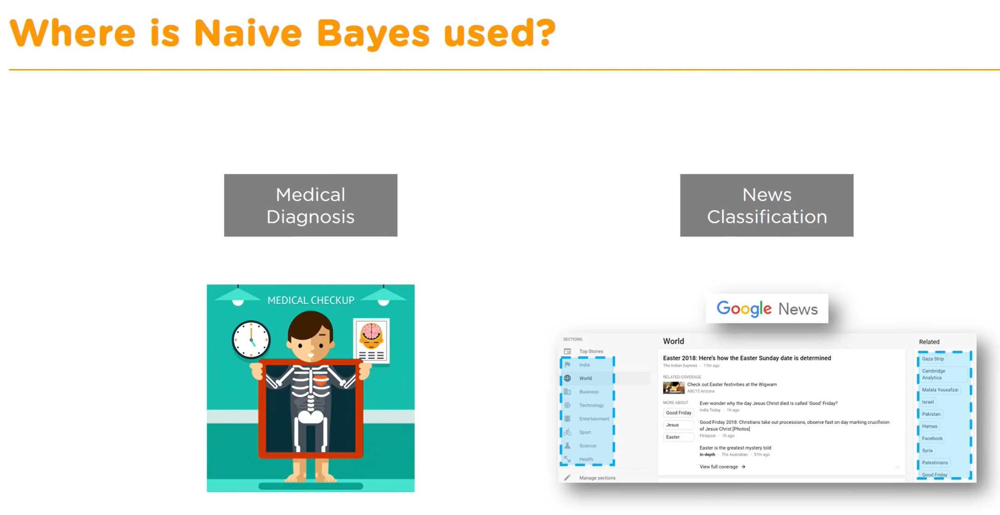 Where is Naive Bayes used?
Medical
Diagnosis
News
Classification
MEDICAL CHECKUP
Google News
SECTIONS
Top Stories
India
World
Business
Technology
Entertainment
Sport
Science
Health
Manage sections
World
Easter 2018: Here's how the Easter Sunday date is determined
The Indian Express · 17m ago
RELATED COVERAGE
Check out Easter festivities at the Wigwam
ABC15 Arizona
MORE ABOUT
Good Friday
Jesus
Easter
Ever wonder why the day Jesus Christ died is called 'Good' Friday?
India Today · 1h ago
Good Friday 2018: Christians take out processions, observe fast on day marking crucifixion
of Jesus Christ [Photos]
Firstpost · 1h ago
Easter is the greatest mystery told
In-depth · The Australian · 57m ago
View full coverage →
Related
Gaza Strip
Cambridge
Analytica
Malala Yousafzai
Israel
Pakistan
Hamas
Facebook
Syria
Palestinians
Good Friday